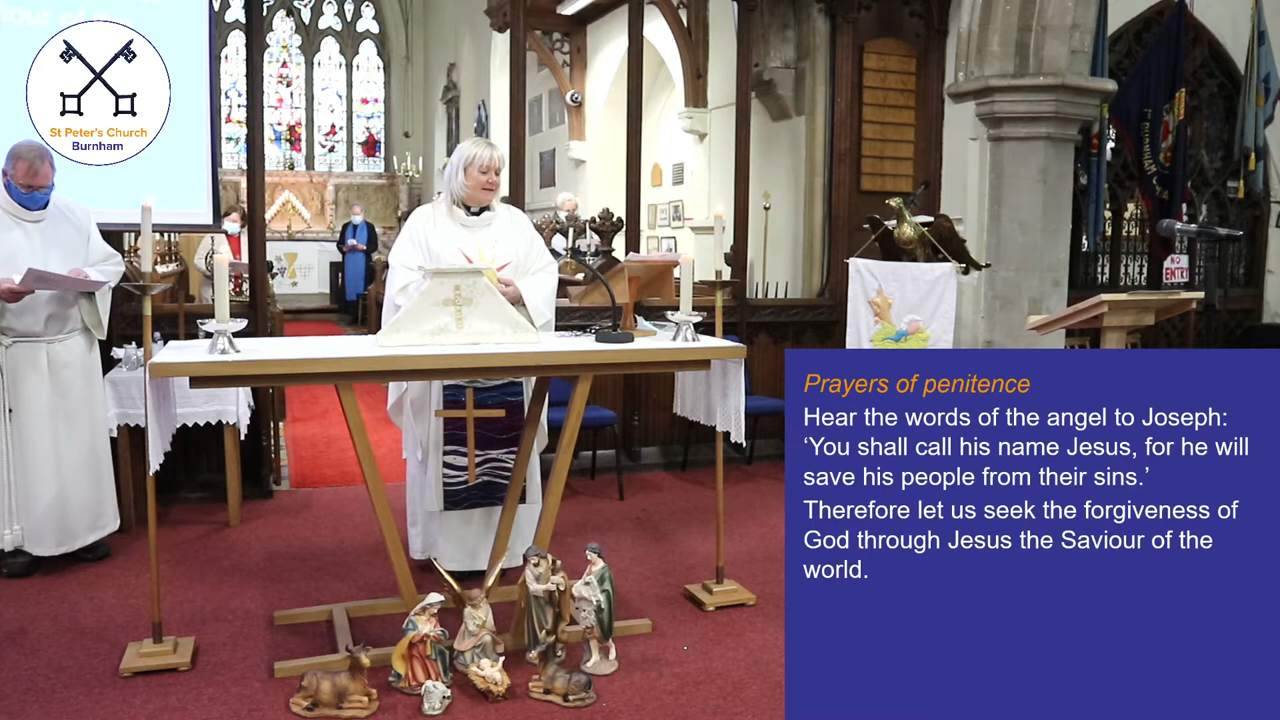 St Peter's Church
Burnham
NO
ENTRY
Prayers of penitence
Hear the words of the angel to Joseph:
‘You shall call his name Jesus, for he will
save his people from their sins.’
Therefore let us seek the forgiveness of
God through Jesus the Saviour of the
world.